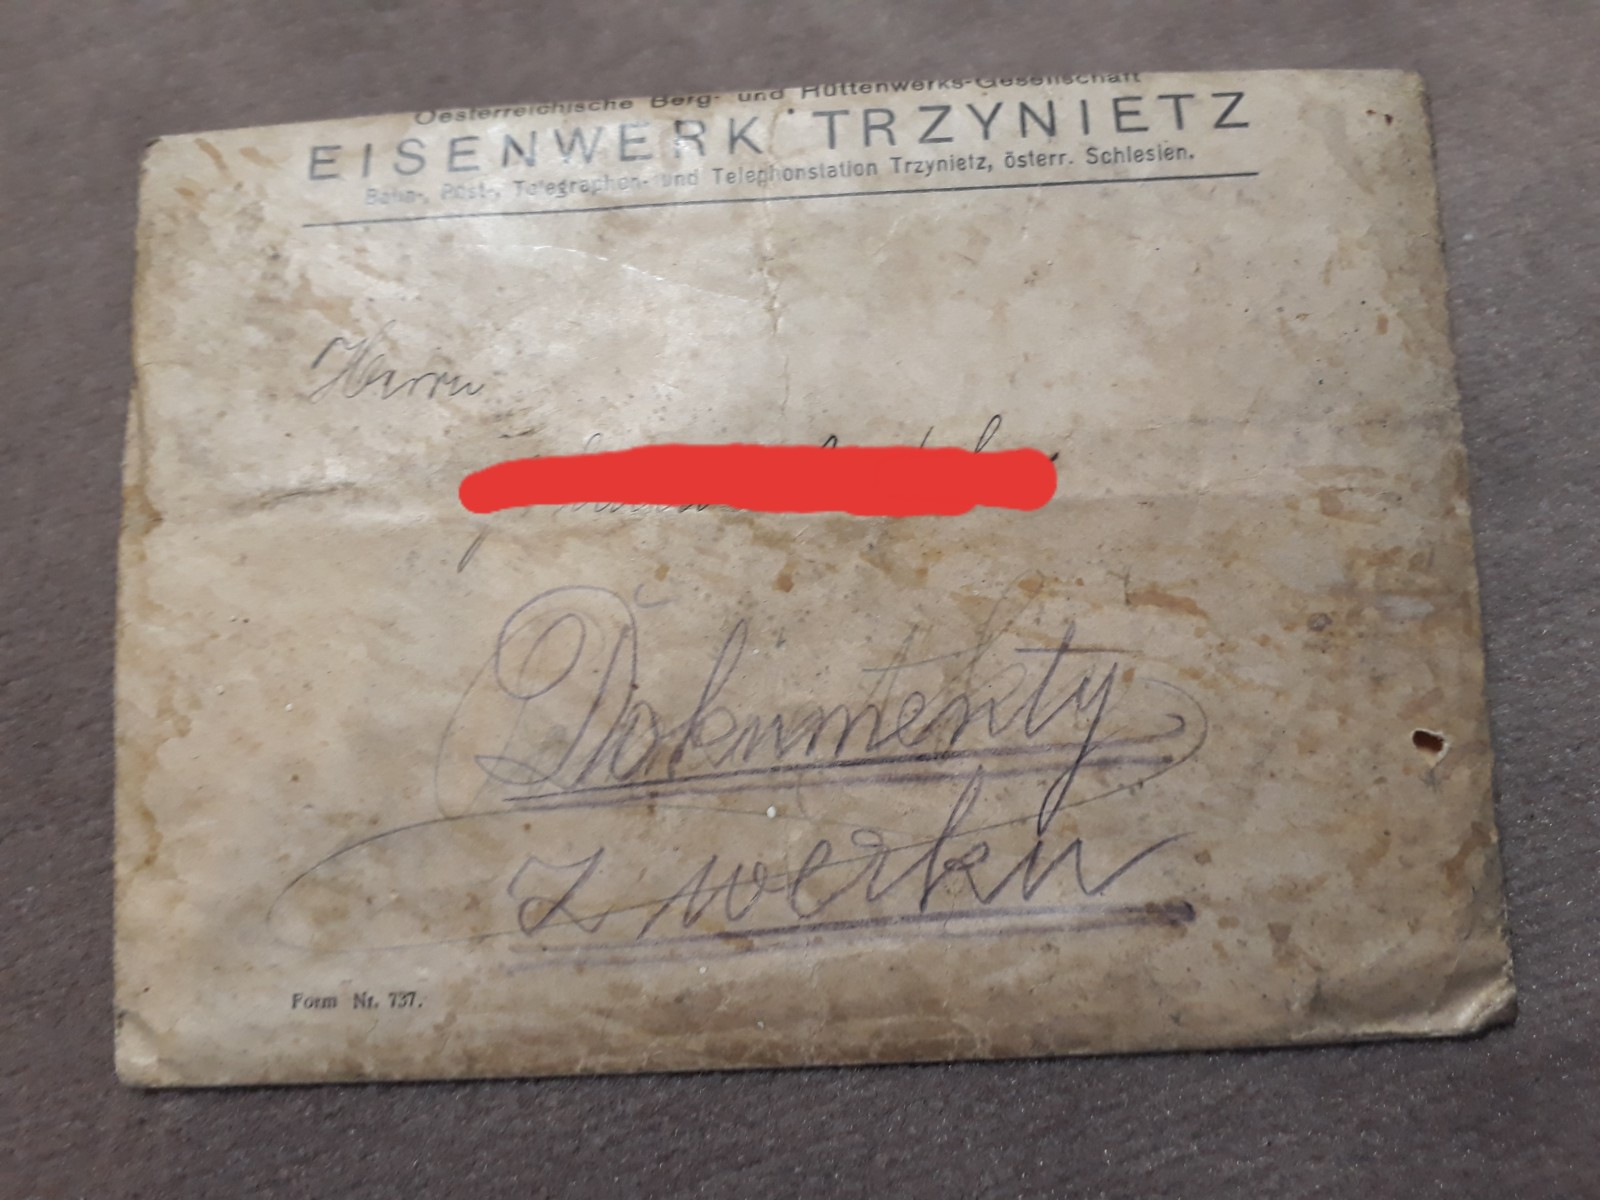 Oesterreichische Berg- und Hüttenwerks-Gesellschaft
EISENWERK TRZYNIETZ
Bahn-, Post-, Telegraphen- und Telephonstation Trzynietz, österr. Schlesien.
Herrn
Dokumenty
z werku
Form Nr. 737.